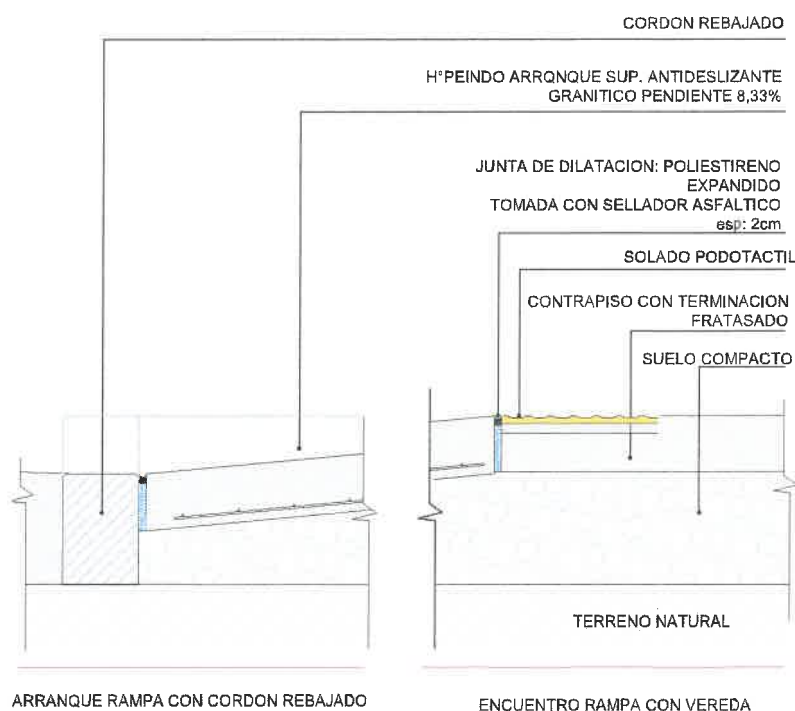 CORDON REBAJADO
H°PEINDO ARRQNQUE SUP. ANTIDESLIZANTE
GRANITICO PENDIENTE 8,33%
JUNTA DE DILATACION: POLIESTIRENO
EXPANDIDO
TOMADA CON SELLADOR ASFALTICO
esp: 2cm
SOLADO PODOTACTIL
CONTRAPISO CON TERMINACION
FRATASADO
SUELO COMPACTO
TERRENO NATURAL
ARRANQUE RAMPA CON CORDON REBAJADO
ENCUENTRO RAMPA CON VEREDA